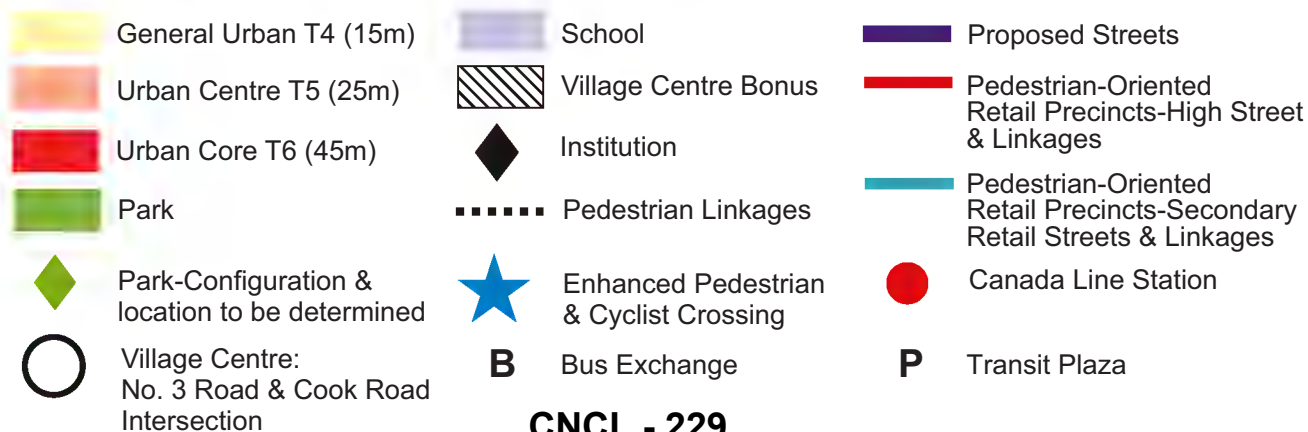 General Urban T4 (15m)
Urban Centre T5 (25m)
Urban Core T6 (45m)
Park
Park-Configuration &
location to be determined
Village Centre:
No. 3 Road & Cook Road
Intersection
School
Village Centre Bonus
Institution
Pedestrian Linkages
Enhanced Pedestrian
& Cyclist Crossing
B Bus Exchange
Proposed Streets
Pedestrian-Oriented
Retail Precincts-High Street
& Linkages
Pedestrian-Oriented
Retail Precincts-Secondary
Retail Streets & Linkages
Canada Line Station
P Transit Plaza
CNCL - 229